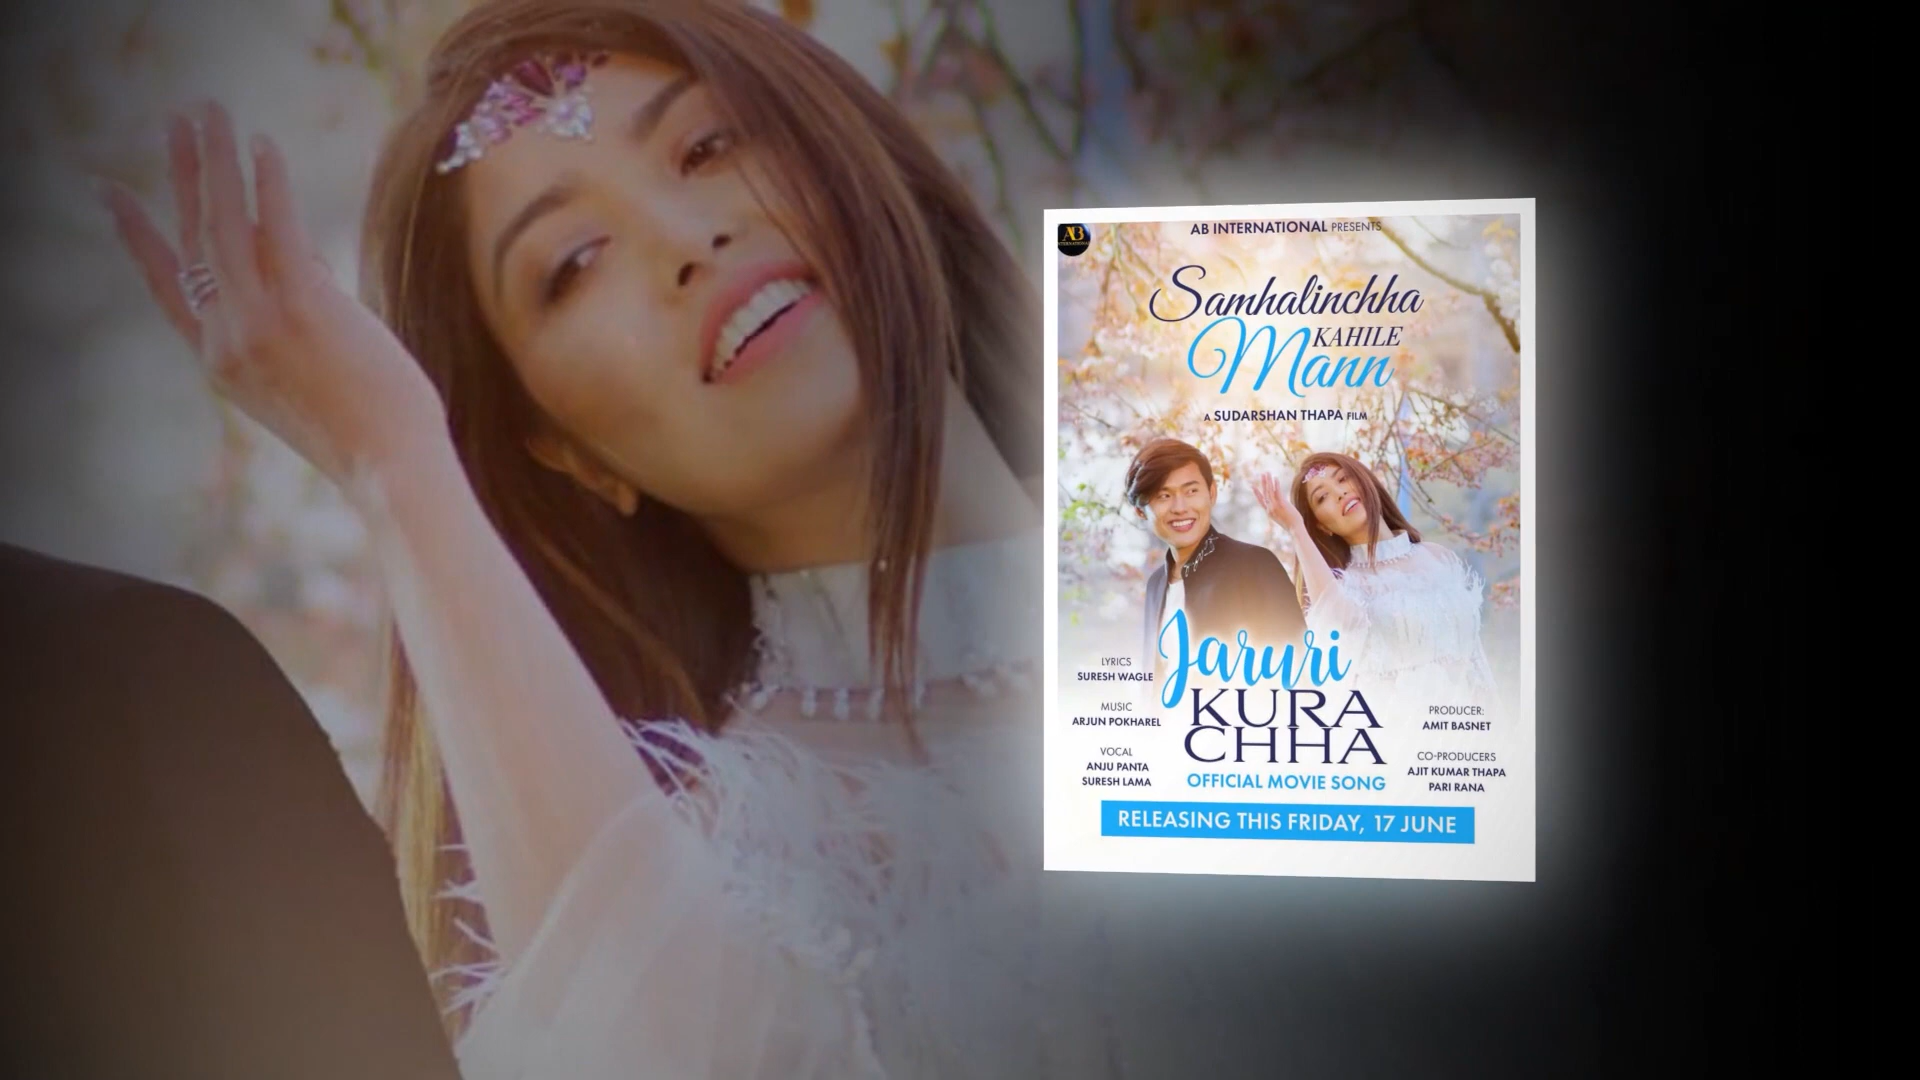 AB INTERNATIONAL PRESENTS
AB
INTERNATIONAL
Samhalinchha
KAHILE
Mann
A SUDARSHAN THAPA FILM
Jaruri
KURA
CHHA
OFFICIAL MOVIE SONG
LYRICS
SURESH WAGLE
MUSIC
ARJUN POKHAREL
VOCAL
ANJU PANTA
SURESH LAMA
PRODUCER:
AMIT BASNET
CO-PRODUCERS
AJIT KUMAR THAPA
PARI RANA
RELEASING THIS FRIDAY, 17 JUNE